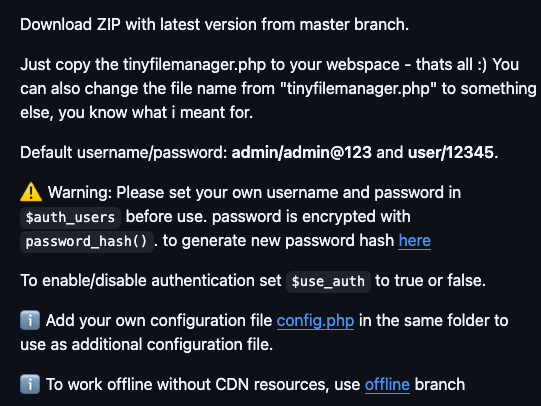 Download ZIP with latest version from master branch.
Just copy the tinyfilemanager.php to your webspace - thats all :) You
can also change the file name from "tinyfilemanager.php" to something
else, you know what i meant for.
Default username/password: admin/admin@123 and user/12345.
⚠️ Warning: Please set your own username and password in
$auth_users before use. password is encrypted with
password_hash() . to generate new password hash here
To enable/disable authentication set $use_auth to true or false.
ℹ️ Add your own configuration file config.php in the same folder to
use as additional configuration file.
ℹ️ To work offline without CDN resources, use offline branch